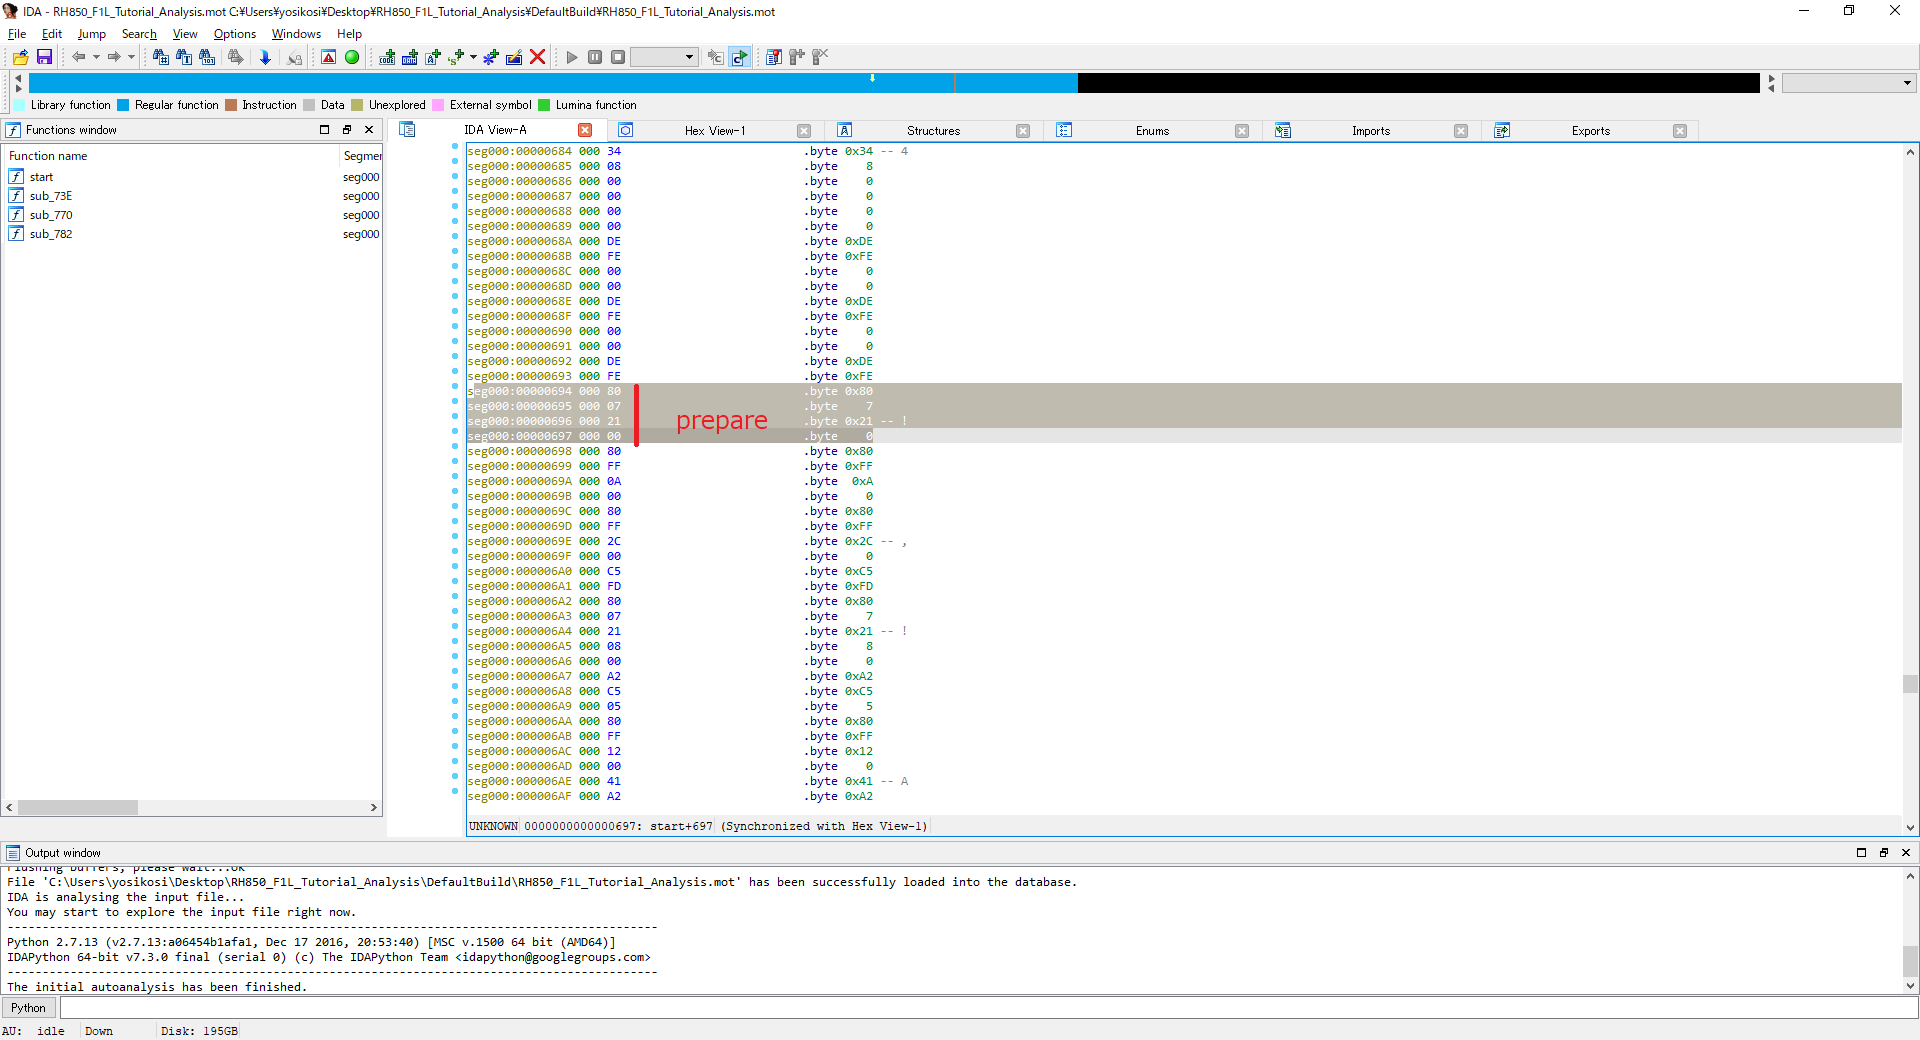 IDA - RH850_F1L_Tutorial_Analysis.mot C:¥Users¥yosikosi¥Desktop¥RH850_F1L_Tutorial_Analysis¥DefaultBuild¥RH850_F1L_Tutorial_Analysis.mot
File Edit Jump Search View Options Windows Help
Library function Regular function Instruction Data Unexplored External symbol Lumina function
Functions window
IDA View-A Hex View-1 Structures Enums Imports Exports
Function name Segmer
start seg000
sub_73E seg000
sub_770 seg000
sub_782 seg000
seg000:00000684 000 34 .byte 0x34 -- 4
seg000:00000685 000 08 .byte 8
seg000:00000686 000 00 .byte 0
seg000:00000687 000 00 .byte 0
seg000:00000688 000 00 .byte 0
seg000:00000689 000 00 .byte 0
seg000:0000068A 000 DE .byte 0xDE
seg000:0000068B 000 FE .byte 0xFE
seg000:0000068C 000 00 .byte 0
seg000:0000068D 000 00 .byte 0
seg000:0000068E 000 DE .byte 0xDE
seg000:0000068F 000 FE .byte 0xFE
seg000:00000690 000 00 .byte 0
seg000:00000691 000 00 .byte 0
seg000:00000692 000 DE .byte 0xDE
seg000:00000693 000 FE .byte 0xFE
seg000:00000694 000 80 .byte 0x80
seg000:00000695 000 07 .byte 7
seg000:00000696 000 21 .byte 0x21 -- !
prepare
seg000:00000697 000 00 .byte 0
seg000:00000698 000 80 .byte 0x80
seg000:00000699 000 FF .byte 0xFF
seg000:0000069A 000 0A .byte 0xA
seg000:0000069B 000 00 .byte 0
seg000:0000069C 000 80 .byte 0x80
seg000:0000069D 000 FF .byte 0xFF
seg000:0000069E 000 2C .byte 0x2C -- ,
seg000:0000069F 000 00 .byte 0
seg000:000006A0 000 C5 .byte 0xC5
seg000:000006A1 000 FD .byte 0xFD
seg000:000006A2 000 80 .byte 0x80
seg000:000006A3 000 07 .byte 7
seg000:000006A4 000 21 .byte 0x21 -- !
seg000:000006A5 000 08 .byte 8
seg000:000006A6 000 00 .byte 0
seg000:000006A7 000 A2 .byte 0xA2
seg000:000006A8 000 C5 .byte 0xC5
seg000:000006A9 000 05 .byte 5
seg000:000006AA 000 80 .byte 0x80
seg000:000006AB 000 FF .byte 0xFF
seg000:000006AC 000 12 .byte 0x12
seg000:000006AD 000 00 .byte 0
seg000:000006AE 000 41 .byte 0x41 -- A
seg000:000006AF 000 A2 .byte 0xA2
UNKNOWN 0000000000000697: start+697 (Synchronized with Hex View-1)
Output window
Flushing buffers, please wait...ok
File 'C:\Users\yosikosi\Desktop\RH850_F1L_Tutorial_Analysis\DefaultBuild\RH850_F1L_Tutorial_Analysis.mot' has been successfully loaded into the database.
IDA is analysing the input file...
You may start to explore the input file right now.
---------------------------------------------------------------------------------------------
Python 2.7.13 (v2.7.13:a06454b1afa1, Dec 17 2016, 20:53:40) [MSC v.1500 64 bit (AMD64)]
IDAPython 64-bit v7.3.0 final (serial 0) (c) The IDAPython Team <idapython@googlegroups.com>
---------------------------------------------------------------------------------------------
The initial autoanalysis has been finished.
Python
AU: idle Down Disk: 195GB